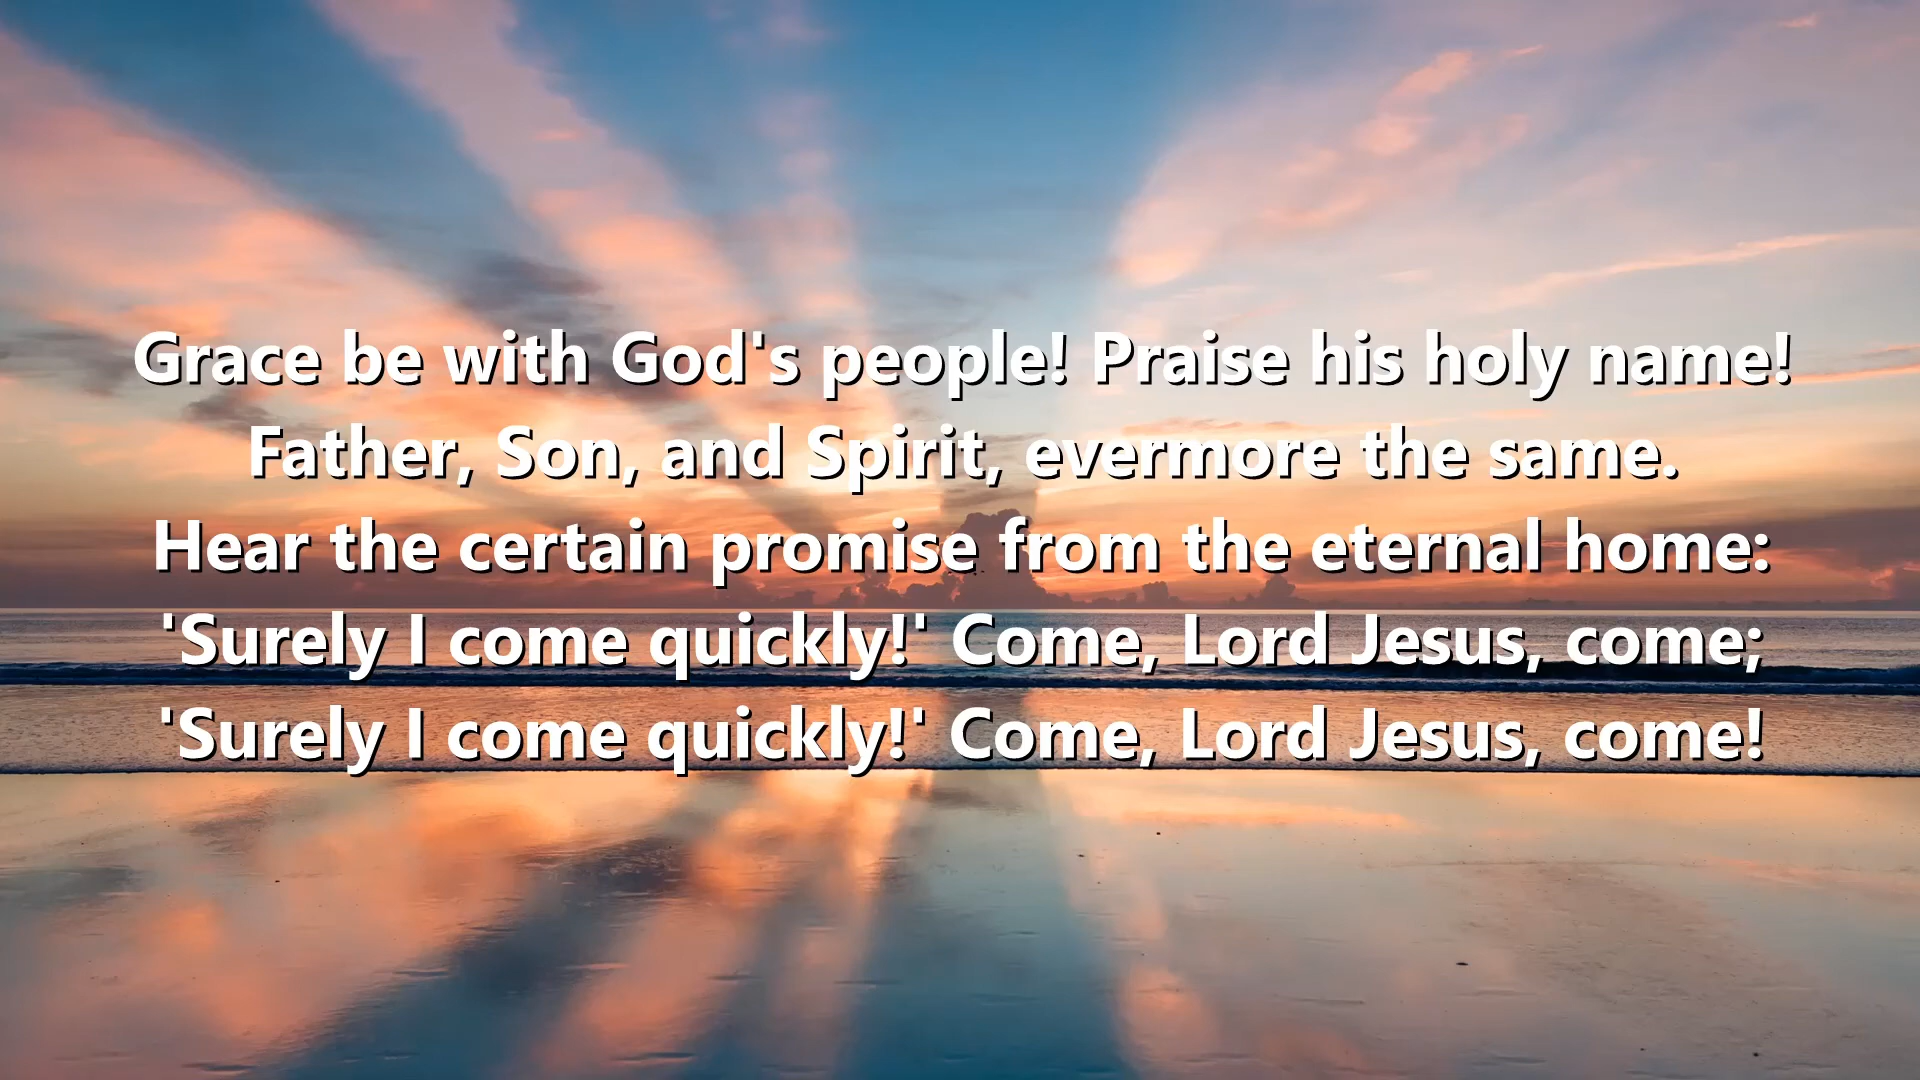 Grace be with God's people! Praise his holy name!
Father, Son, and Spirit, evermore the same.
Hear the certain promise from the eternal home:
'Surely I come quickly!' Come, Lord Jesus, come;
'Surely I come quickly!' Come, Lord Jesus, come!